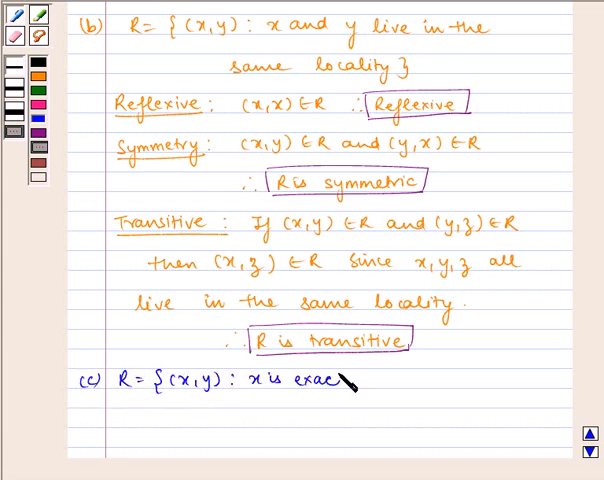 (b) R = { (x,y) : x and y live in the
same locality }
Reflexive : (x,x) ∈ R ∴ Reflexive
Symmetry : (x,y) ∈ R and (y,x) ∈ R
∴ R is symmetric
Transitive : If (x,y) ∈ R and (y,z) ∈ R
then (x,z) ∈ R since x,y,z all
live in the same locality.
∴ R is transitive
(c) R = { (x,y) : x is exac